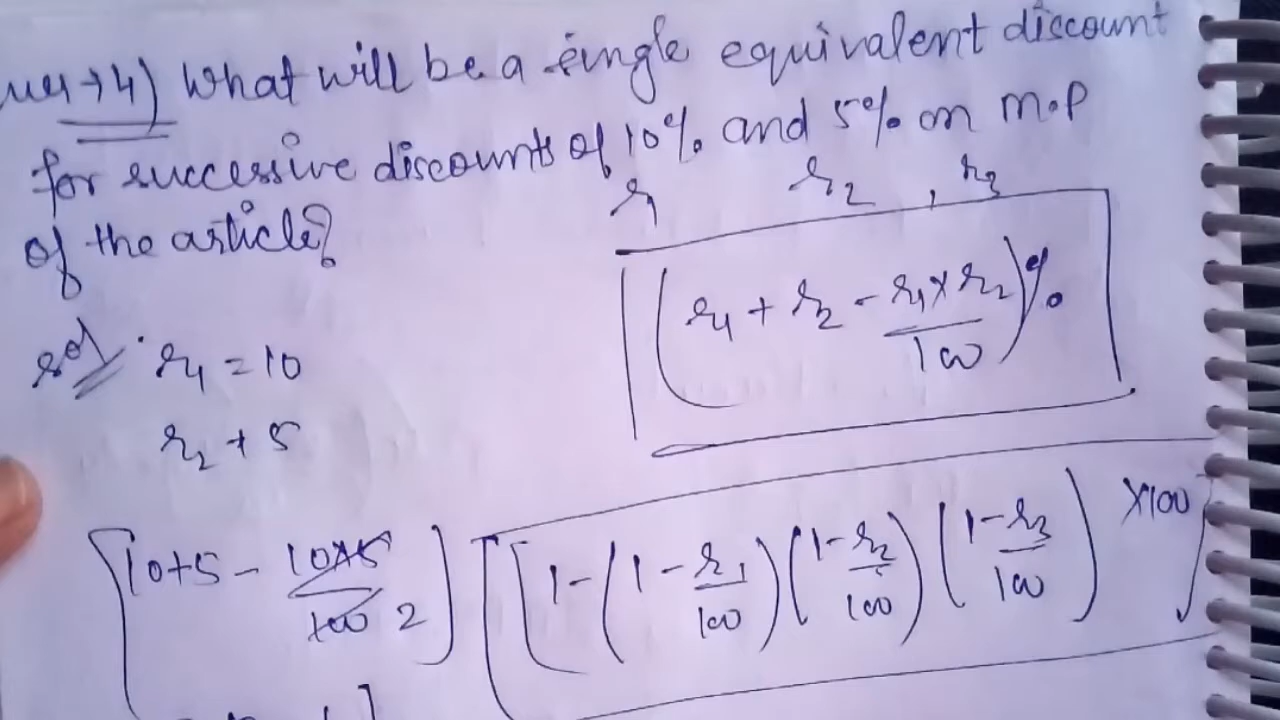 4) What will be a single equivalent discount
for successive discounts of 10% and 5% on M.P
of the article?
r1 r2 , r3
(r1 + r2 - r1 × r2 / 100)%
sol. r1 = 10
r2 + 5
[10+5 - 10×5 / 100 2]
[1-(1 - r1/100)(1 - r2/100)(1 - r3/100) ×100]